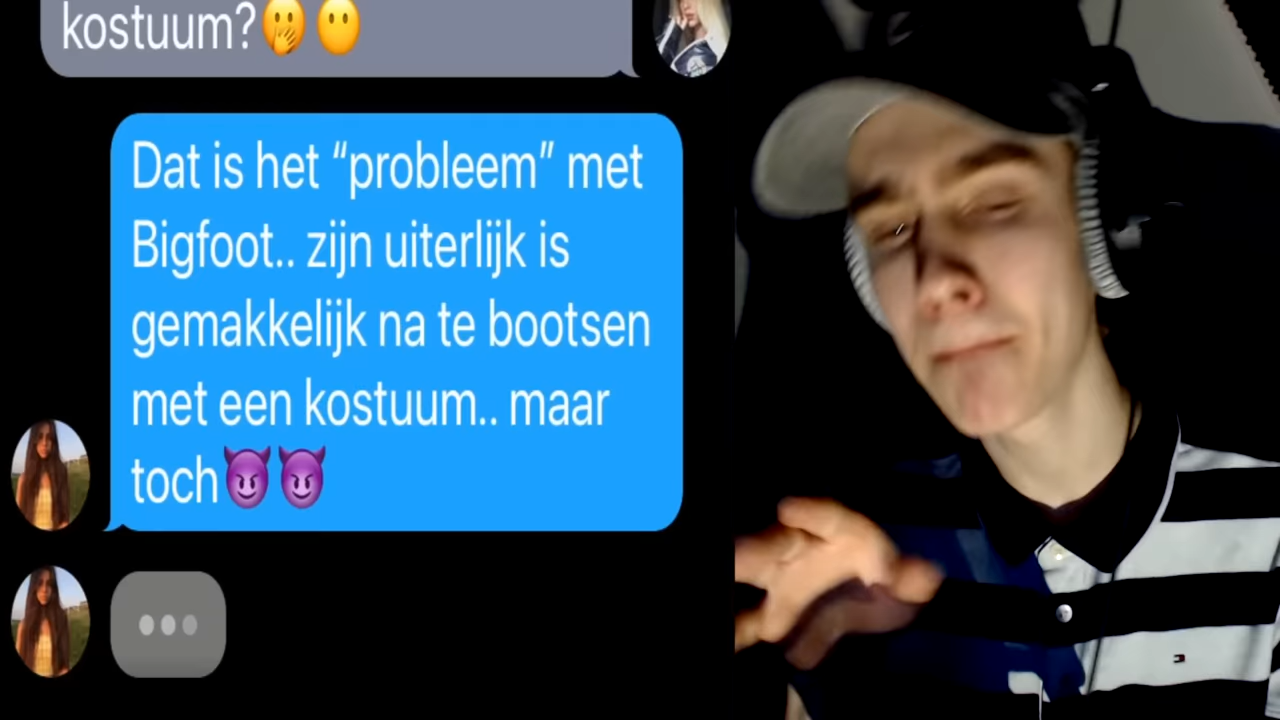 kostuum?🤭😶
Dat is het “probleem” met
Bigfoot.. zijn uiterlijk is
gemakkelijk na te bootsen
met een kostuum.. maar
toch😈😈